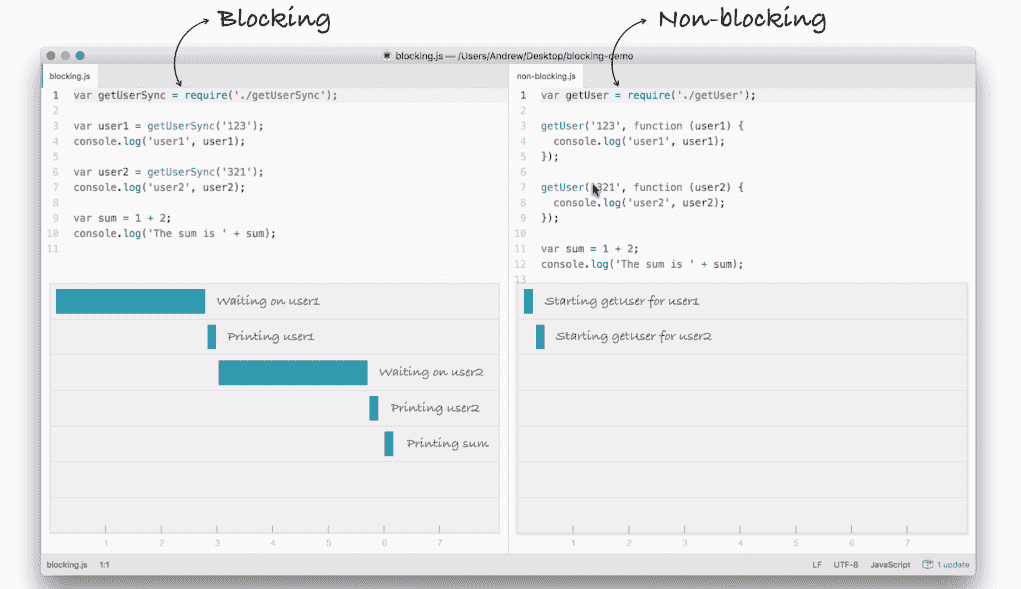 Blocking
Non-blocking
blocking.js — /Users/Andrew/Desktop/blocking-demo
blocking.js
1 var getUserSync = require('./getUserSync');
2
3 var user1 = getUserSync('123');
4 console.log('user1', user1);
5
6 var user2 = getUserSync('321');
7 console.log('user2', user2);
8
9 var sum = 1 + 2;
10 console.log('The sum is ' + sum);
11
Waiting on user1
Printing user1
Waiting on user2
Printing user2
Printing sum
1 2 3 4 5 6 7
non-blocking.js
1 var getUser = require('./getUser');
2
3 getUser('123', function (user1) {
4 console.log('user1', user1);
5 });
6
7 getUser('321', function (user2) {
8 console.log('user2', user2);
9 });
10
11 var sum = 1 + 2;
12 console.log('The sum is ' + sum);
13
Starting getUser for user1
Starting getUser for user2
1 2 3 4 5 6 7
blocking.js 1:1
LF UTF-8 JavaScript 1 update